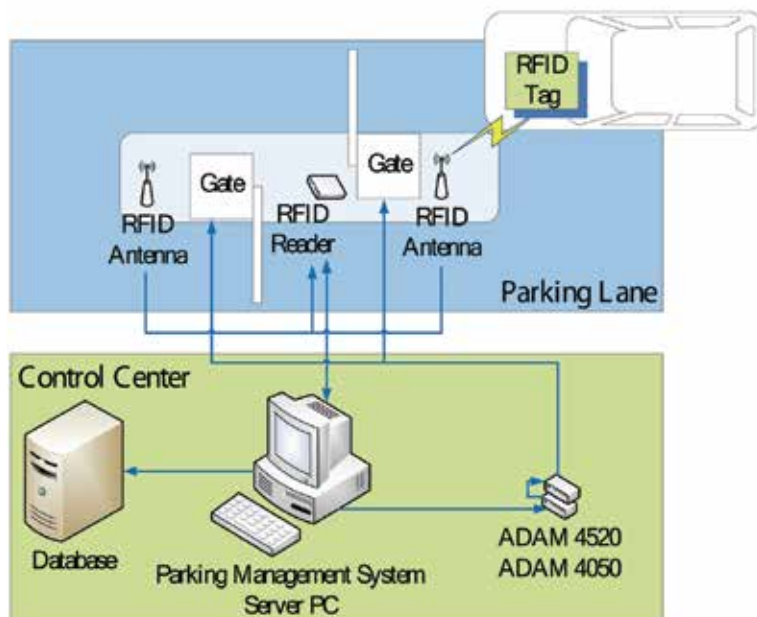 RFID
Tag
Gate
Gate
RFID
Antenna
RFID
Reader
RFID
Antenna
Parking Lane
Control Center
Database
Parking Management System
Server PC
ADAM 4520
ADAM 4050